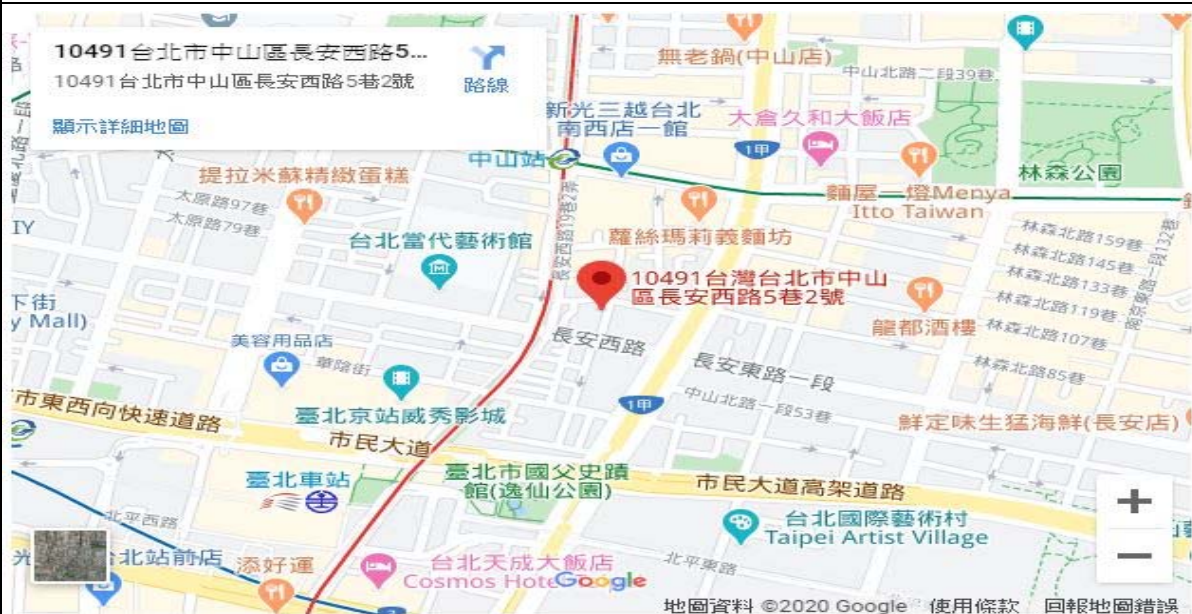 10491台北市中山區長安西路5...
10491台北市中山區長安西路5巷2號
路線
顯示詳細地圖
無老鍋(中山店)
中山北路二段39巷
新光三越台北
南西店一館
大倉久和大飯店
1甲
中山站
林森公園
提拉米蘇精緻蛋糕
麵屋一燈Menya
Itto Taiwan
太原路97巷
太原路79巷
IY
長安西路19巷2弄
蘿絲瑪莉義麵坊
台北當代藝術館
林森北路159巷
林森北路145巷
林森北路133巷
林森北路119巷
林森北路107巷
林森北路85巷
10491台灣台北市中山
區長安西路5巷2號
下街
y Mall)
龍都酒樓
美容用品店
長安西路
華陰街
長安東路一段
中山北路一段53巷
1甲
臺北京站威秀影城
鮮定味生猛海鮮(長安店)
市東西向快速道路
市民大道
臺北車站
臺北市國父史蹟
館(逸仙公園)
市民大道高架道路
台北國際藝術村
Taipei Artist Village
北平西路
北平東路
光
台北站前店
添好運
台北天成大飯店
Cosmos Hote
Google
地圖資料 ©2020 Google
使用條款
回報地圖錯誤